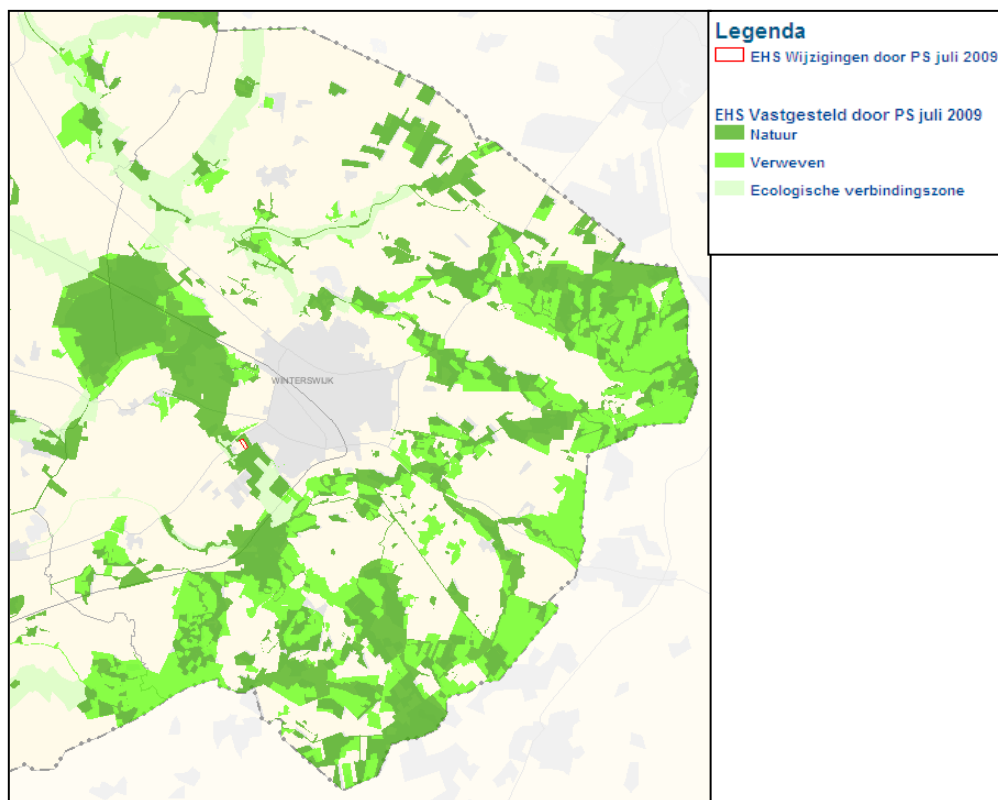 Legenda
EHS Wijzigingen door PS juli 2009
EHS Vastgesteld door PS juli 2009
Natuur
Verweven
Ecologische verbindingszone
WINTERSWIJK